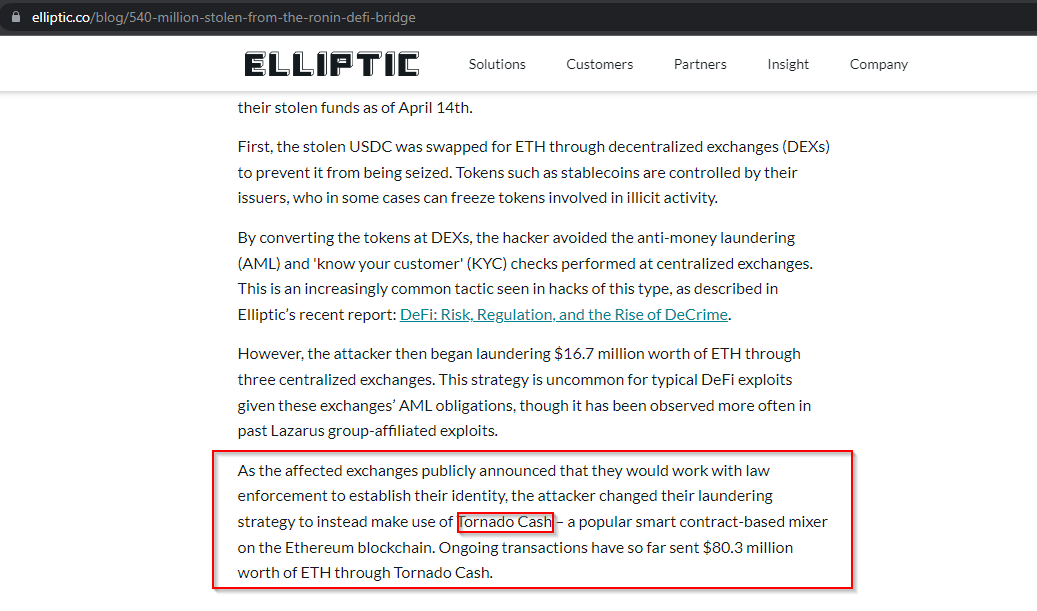 elliptic.co/blog/540-million-stolen-from-the-ronin-defi-bridge
ELLIPTIC
Solutions
Customers
Partners
Insight
Company
their stolen funds as of April 14th.
First, the stolen USDC was swapped for ETH through decentralized exchanges (DEXs)
to prevent it from being seized. Tokens such as stablecoins are controlled by their
issuers, who in some cases can freeze tokens involved in illicit activity.
By converting the tokens at DEXs, the hacker avoided the anti-money laundering
(AML) and 'know your customer' (KYC) checks performed at centralized exchanges.
This is an increasingly common tactic seen in hacks of this type, as described in
Elliptic’s recent report: DeFi: Risk, Regulation, and the Rise of DeCrime.
However, the attacker then began laundering $16.7 million worth of ETH through
three centralized exchanges. This strategy is uncommon for typical DeFi exploits
given these exchanges’ AML obligations, though it has been observed more often in
past Lazarus group-affiliated exploits.
As the affected exchanges publicly announced that they would work with law
enforcement to establish their identity, the attacker changed their laundering
strategy to instead make use of Tornado Cash – a popular smart contract-based mixer
on the Ethereum blockchain. Ongoing transactions have so far sent $80.3 million
worth of ETH through Tornado Cash.